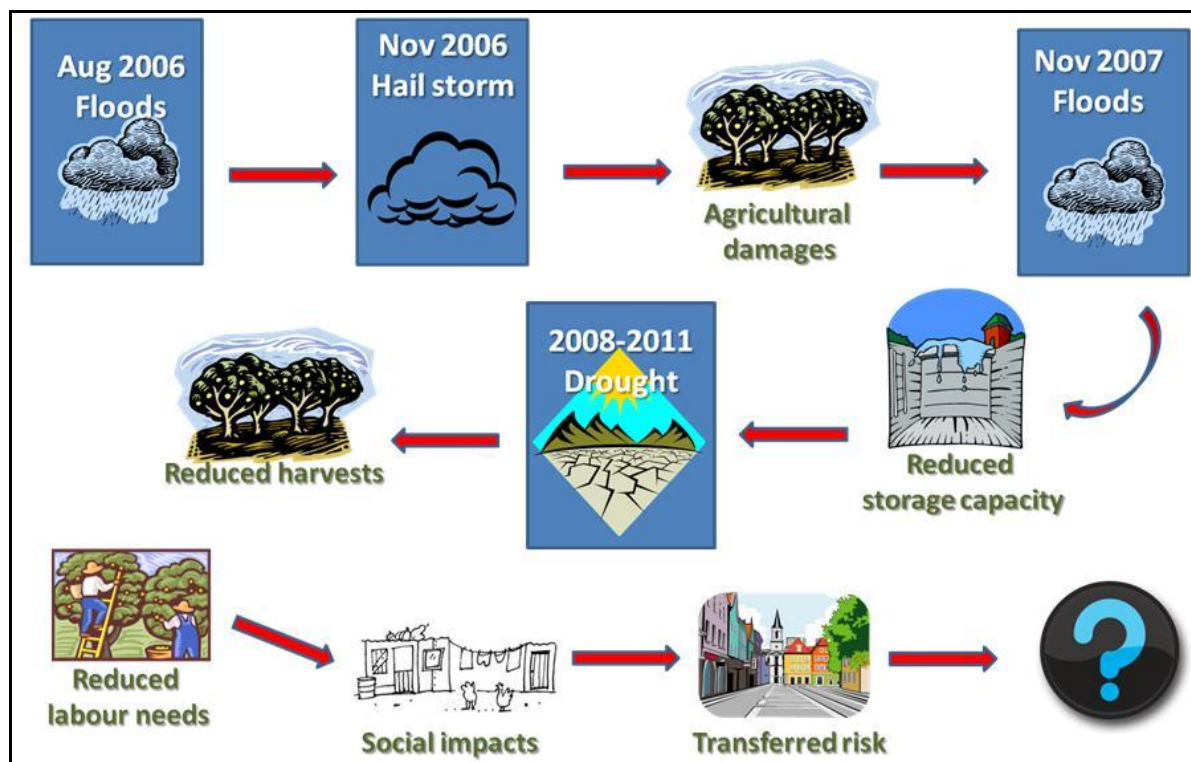 Aug 2006
Floods
Nov 2006
Hail storm
Agricultural
damages
Nov 2007
Floods
Reduced
storage capacity
2008-2011
Drought
Reduced harvests
Reduced
labour needs
Social impacts
Transferred risk
?